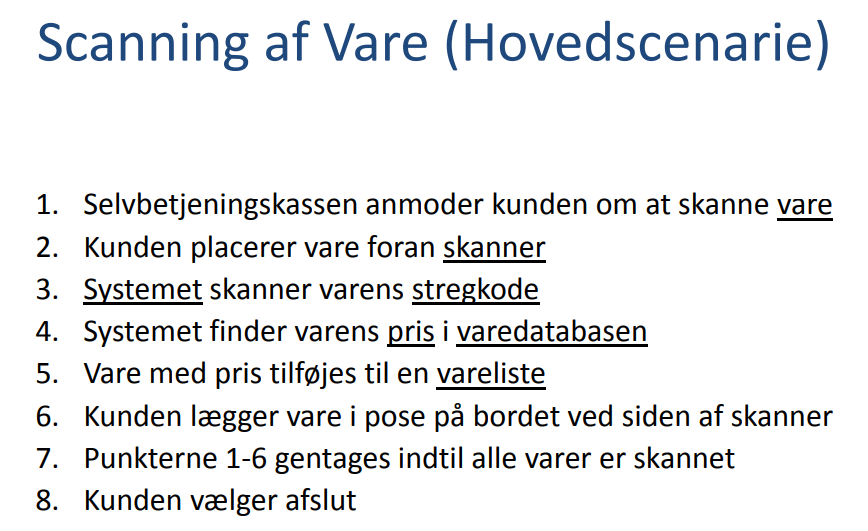 Scanning af Vare (Hovedscenarie)
1. Selvbetjeningskassen anmoder kunden om at skanne vare
2. Kunden placerer vare foran skanner
3. Systemet skanner varens stregkode
4. Systemet finder varens pris i varedatabasen
5. Vare med pris tilføjes til en vareliste
6. Kunden lægger vare i pose på bordet ved siden af skanner
7. Punkterne 1-6 gentages indtil alle varer er skannet
8. Kunden vælger afslut